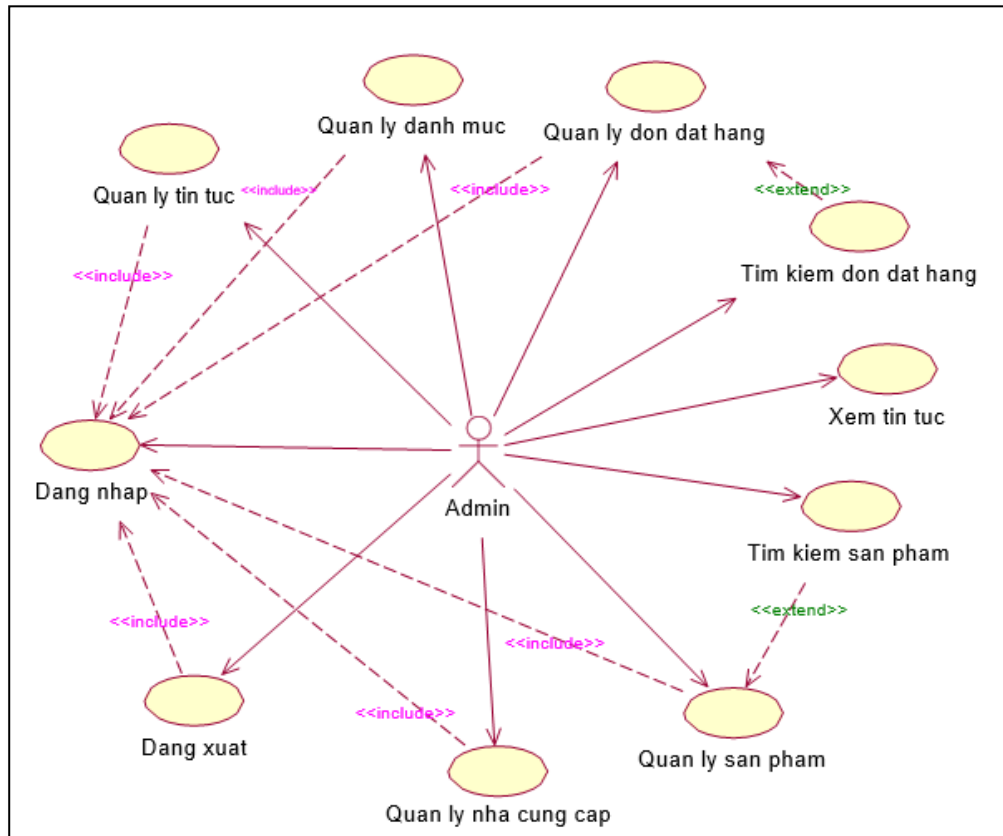 Quan ly danh muc
Quan ly don dat hang
Quan ly tin tuc
<<include>>
<<include>>
<<extend>>
<<include>>
Tim kiem don dat hang
Xem tin tuc
Dang nhap
Admin
Tim kiem san pham
<<include>>
<<extend>>
<<include>>
<<include>>
Dang xuat
Quan ly san pham
Quan ly nha cung cap